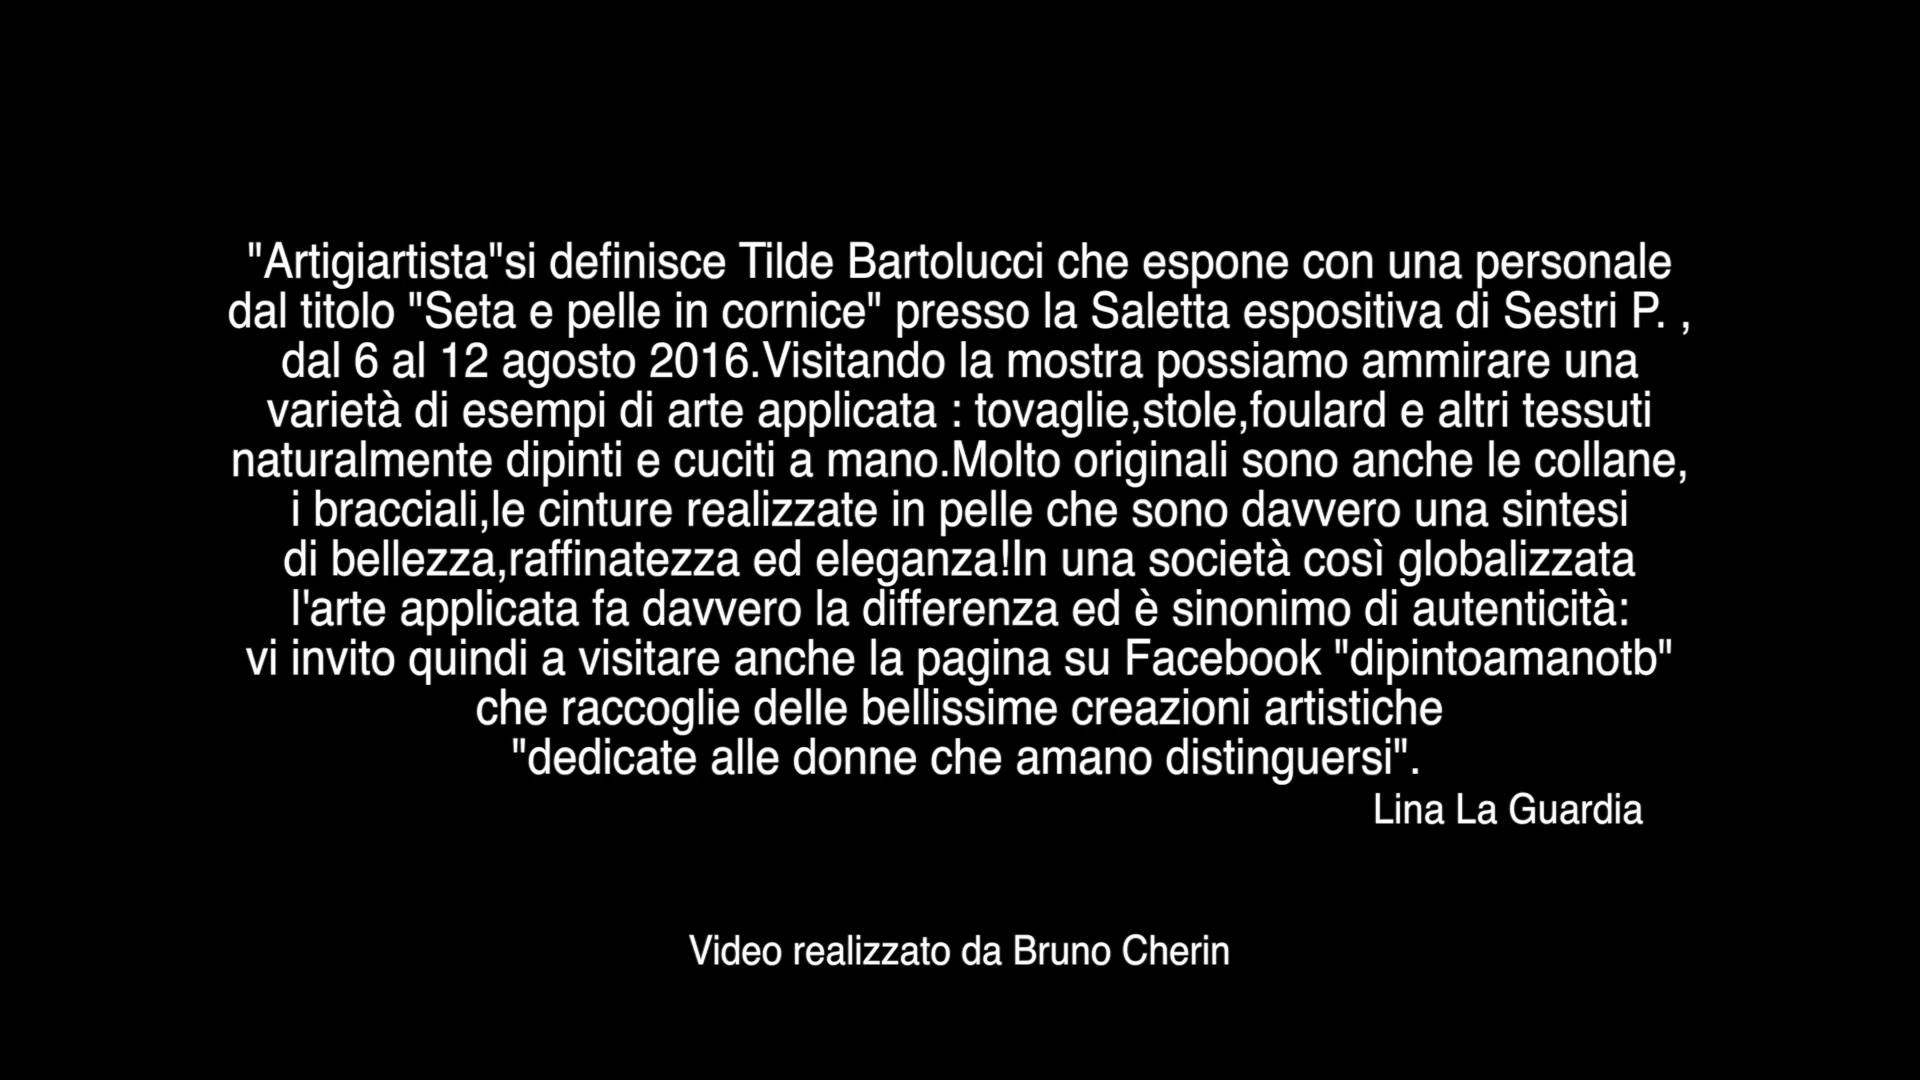 "Artigiartista"si definisce Tilde Bartolucci che espone con una personale
dal titolo "Seta e pelle in cornice" presso la Saletta espositiva di Sestri P. ,
dal 6 al 12 agosto 2016.Visitando la mostra possiamo ammirare una
varietà di esempi di arte applicata : tovaglie,stole,foulard e altri tessuti
naturalmente dipinti e cuciti a mano.Molto originali sono anche le collane,
i bracciali,le cinture realizzate in pelle che sono davvero una sintesi
di bellezza,raffinatezza ed eleganza!In una società così globalizzata
l'arte applicata fa davvero la differenza ed è sinonimo di autenticità:
vi invito quindi a visitare anche la pagina su Facebook "dipintoamanotb"
che raccoglie delle bellissime creazioni artistiche
"dedicate alle donne che amano distinguersi".
Lina La Guardia
Video realizzato da Bruno Cherin